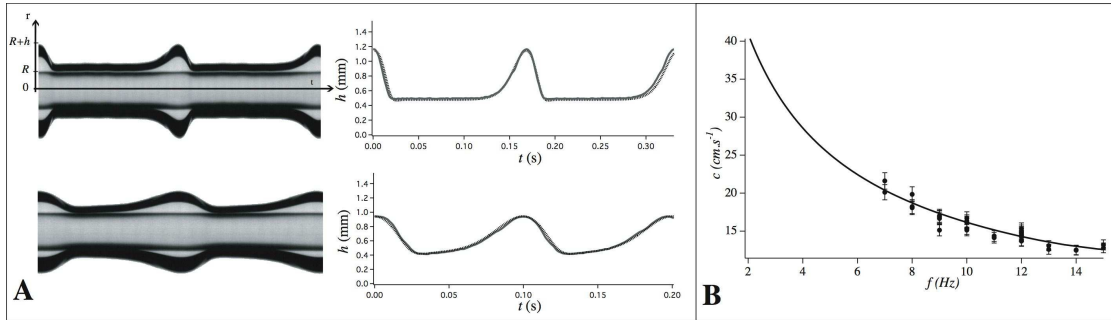 r
R+h
R
0
t
1.4
1.2
1.0
0.8
0.6
0.4
0.2
0.0
h (mm)
0.00 0.05 0.10 0.15 0.20 0.25 0.30
t (s)
1.4
1.2
1.0
0.8
0.6
0.4
0.2
0.0
h (mm)
0.00 0.05 0.10 0.15 0.20
t (s)
A
40
35
30
25
20
15
c (cm.s-1)
2 4 6 8 10 12 14
f (Hz)
B